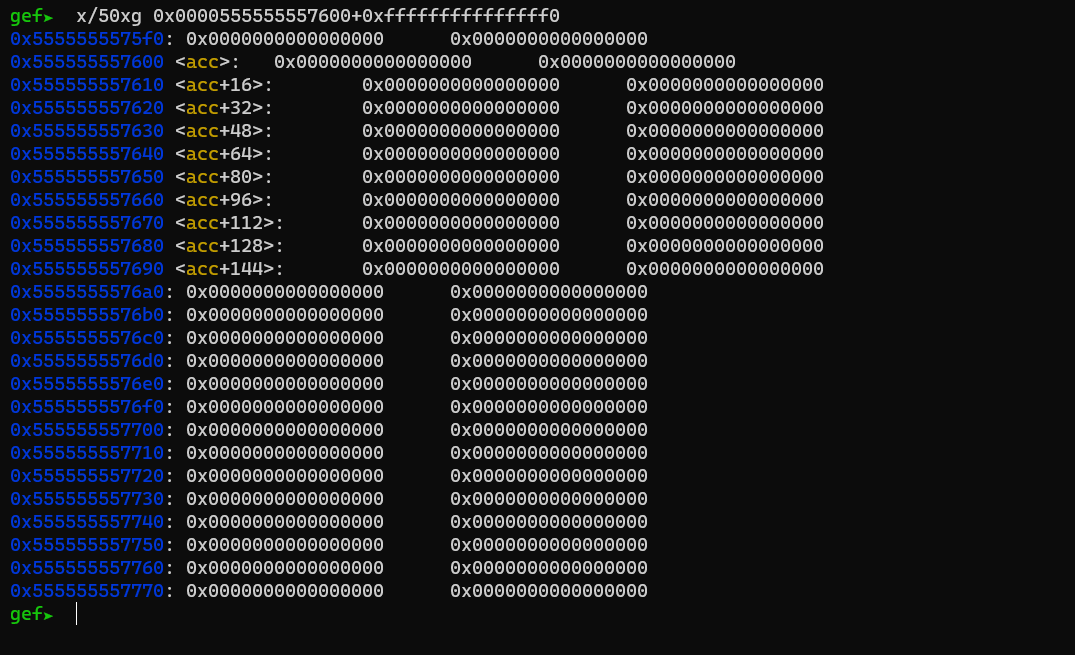 gef➤  x/50xg 0x0000555555557600+0xfffffffffffffff0
0x5555555575f0: 0x0000000000000000      0x0000000000000000
0x555555557600 <acc>:   0x0000000000000000      0x0000000000000000
0x555555557610 <acc+16>:        0x0000000000000000      0x0000000000000000
0x555555557620 <acc+32>:        0x0000000000000000      0x0000000000000000
0x555555557630 <acc+48>:        0x0000000000000000      0x0000000000000000
0x555555557640 <acc+64>:        0x0000000000000000      0x0000000000000000
0x555555557650 <acc+80>:        0x0000000000000000      0x0000000000000000
0x555555557660 <acc+96>:        0x0000000000000000      0x0000000000000000
0x555555557670 <acc+112>:       0x0000000000000000      0x0000000000000000
0x555555557680 <acc+128>:       0x0000000000000000      0x0000000000000000
0x555555557690 <acc+144>:       0x0000000000000000      0x0000000000000000
0x5555555576a0: 0x0000000000000000      0x0000000000000000
0x5555555576b0: 0x0000000000000000      0x0000000000000000
0x5555555576c0: 0x0000000000000000      0x0000000000000000
0x5555555576d0: 0x0000000000000000      0x0000000000000000
0x5555555576e0: 0x0000000000000000      0x0000000000000000
0x5555555576f0: 0x0000000000000000      0x0000000000000000
0x555555557700: 0x0000000000000000      0x0000000000000000
0x555555557710: 0x0000000000000000      0x0000000000000000
0x555555557720: 0x0000000000000000      0x0000000000000000
0x555555557730: 0x0000000000000000      0x0000000000000000
0x555555557740: 0x0000000000000000      0x0000000000000000
0x555555557750: 0x0000000000000000      0x0000000000000000
0x555555557760: 0x0000000000000000      0x0000000000000000
0x555555557770: 0x0000000000000000      0x0000000000000000
gef➤